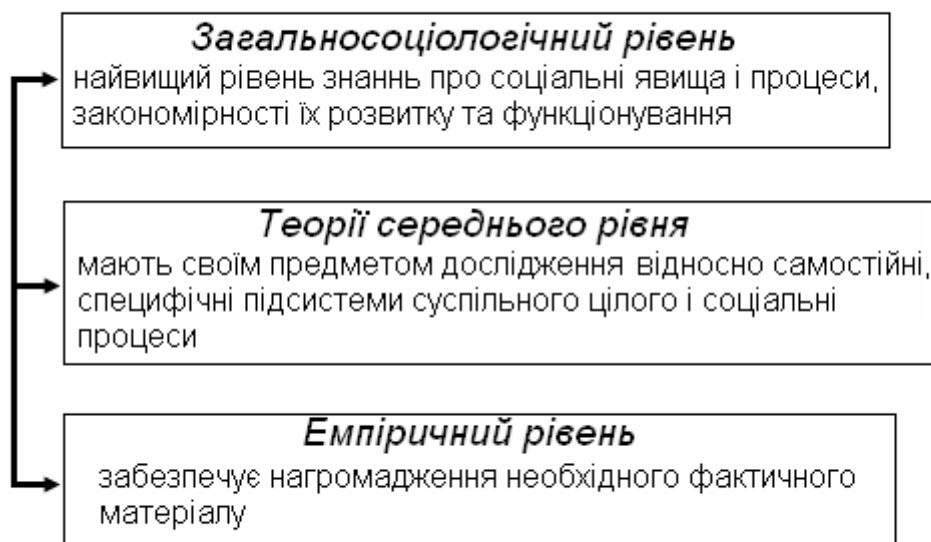 Загальносоціологічний рівень
найвищий рівень знаннь про соціальні явища і процеси,
закономірності їх розвитку та функціонування
Теорії середнього рівня
мають своїм предметом дослідження відносно самостійні,
специфічні підсистеми суспільного цілого і соціальні
процеси
Емпіричний рівень
забезпечує нагромадження необхідного фактичного
матеріалу